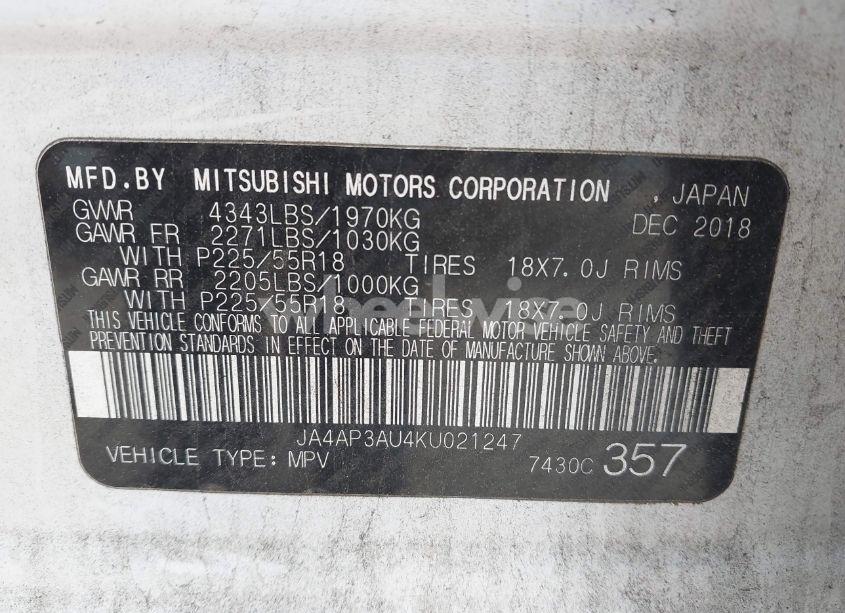 MFD.BY MITSUBISHI MOTORS CORPORATION , JAPAN
GVWR 4343LBS/1970KG DEC 2018
GAWR FR 2271LBS/1030KG
WITH P225/55R18 TIRES 18X7.0J RIMS
GAWR RR 2205LBS/1000KG
WITH P225/55R18 TIRES 18X7.0J RIMS
THIS VEHICLE CONFORMS TO ALL APPLICABLE FEDERAL MOTOR VEHICLE SAFETY AND THEFT
PREVENTION STANDARDS IN EFFECT ON THE DATE OF MANUFACTURE SHOWN ABOVE.
JA4AP3AU4KU021247
VEHICLE TYPE: MPV 7430C 357